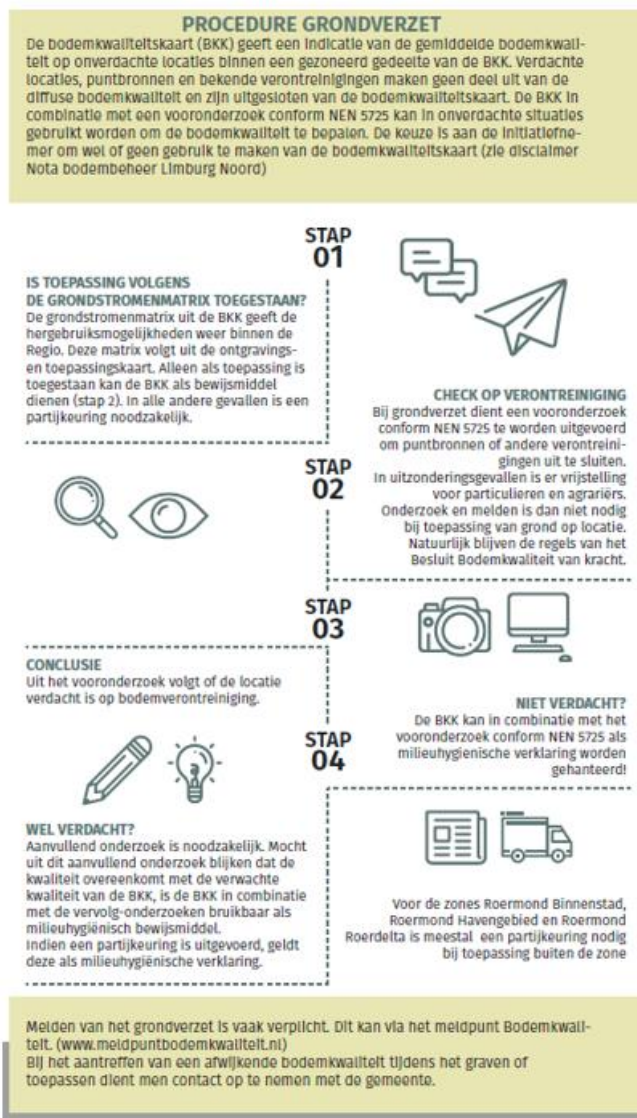 PROCEDURE GRONDVERZET
De bodemkwaliteitskaart (BKK) geeft een indicatie van de gemiddelde bodemkwali-
teit op onverdachte locaties binnen een gezoneerd gedeelte van de BKK. Verdachte
locaties, puntbronnen en bekende verontreinigingen maken geen deel uit van de
diffuse bodemkwaliteit en zijn uitgesloten van de bodemkwaliteitskaart. De BKK in
combinatie met een vooronderzoek conform NEN 5725 kan in onverdachte situaties
gebruikt worden om de bodemkwaliteit te bepalen. De keuze is aan de initiatiefne-
mer om wel of geen gebruik te maken van de bodemkwaliteitskaart (zie disclaimer
Nota bodembeheer Limburg Noord)
STAP
01
IS TOEPASSING VOLGENS
DE GRONDSTROMENMATRIX TOEGESTAAN?
De grondstromenmatrix uit de BKK geeft de
hergebruiksmogelijkheden weer binnen de
Regio. Deze matrix volgt uit de ontgravings-
en toepassingskaart. Alleen als toepassing is
toegestaan kan de BKK als bewijsmiddel
dienen (stap 2). In alle andere gevallen is een
partijkeuring noodzakelijk.
STAP
02
CHECK OP VERONTREINIGING
Bij grondverzet dient een vooronderzoek
conform NEN 5725 te worden uitgevoerd
om puntbronnen of andere verontreini-
gingen uit te sluiten.
In uitzonderingsgevallen is er vrijstelling
voor particulieren en agrariërs.
Onderzoek en melden is dan niet nodig
bij toepassing van grond op locatie.
Natuurlijk blijven de regels van het
Besluit Bodemkwaliteit van kracht.
STAP
03
CONCLUSIE
Uit het vooronderzoek volgt of de locatie
verdacht is op bodemverontreiniging.
NIET VERDACHT?
De BKK kan in combinatie met het
vooronderzoek conform NEN 5725 als
milieuhygienische verklaring worden
gehanteerd!
STAP
04
WEL VERDACHT?
Aanvullend onderzoek is noodzakelijk. Mocht
uit dit aanvullend onderzoek blijken dat de
kwaliteit overeenkomt met de verwachte
kwaliteit van de BKK, is de BKK in combinatie
met de vervolg-onderzoeken bruikbaar als
milieuhygiënisch bewijsmiddel.
Indien een partijkeuring is uitgevoerd, geldt
deze als milieuhygiënische verklaring.
Voor de zones Roermond Binnenstad,
Roermond Havengebied en Roermond
Roerdelta is meestal een partijkeuring nodig
bij toepassing buiten de zone
Melden van het grondverzet is vaak verplicht. Dit kan via het meldpunt Bodemkwali-
teit. (www.meldpuntbodemkwaliteit.nl)
Bij het aantreffen van een afwijkende bodemkwaliteit tijdens het graven of
toepassen dient men contact op te nemen met de gemeente.